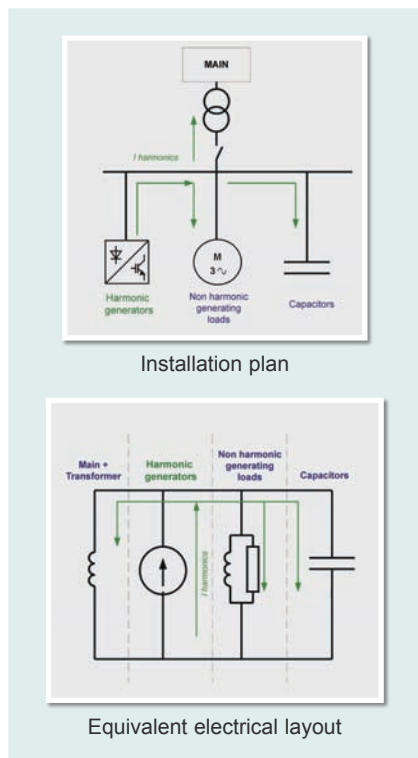 MAIN
I harmonics
M
3
Harmonic
generators
Non harmonic
generating
loads
Capacitors
Installation plan
Main +
Transformer
Harmonic
generators
Non harmonic
generating
loads
Capacitors
I harmonics
Equivalent electrical layout